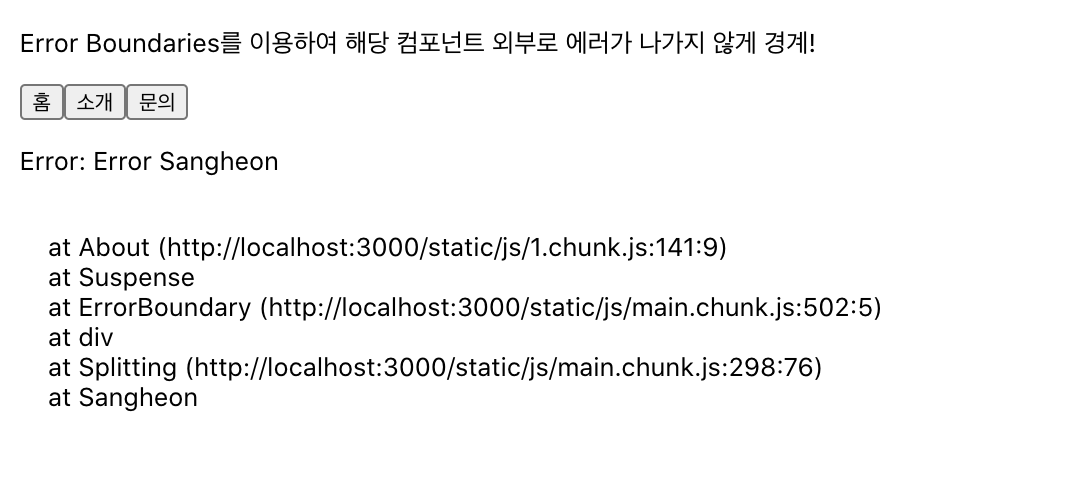 Error Boundaries를 이용하여 해당 컴포넌트 외부로 에러가 나가지 않게 경계!
홈 소개 문의
Error: Error Sangheon
at About (http://localhost:3000/static/js/1.chunk.js:141:9)
at Suspense
at ErrorBoundary (http://localhost:3000/static/js/main.chunk.js:502:5)
at div
at Splitting (http://localhost:3000/static/js/main.chunk.js:298:76)
at Sangheon